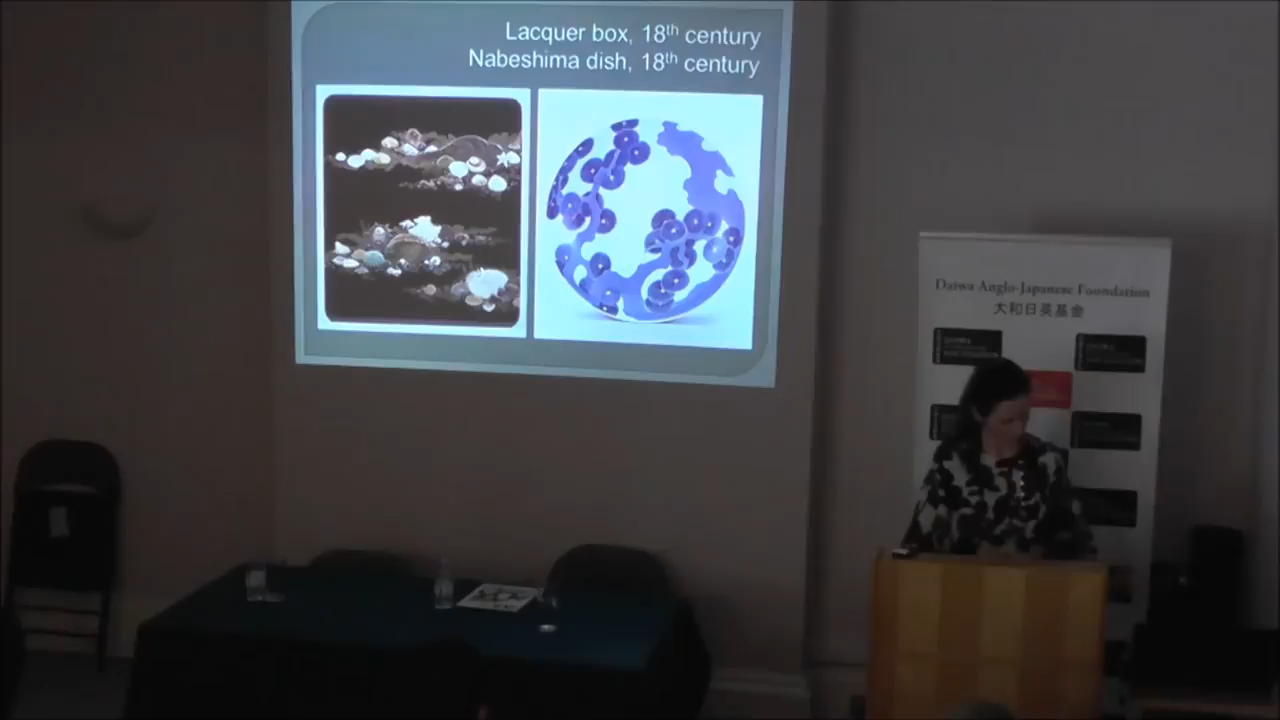 Lacquer box, 18th century
Nabeshima dish, 18th century
Daiwa Anglo-Japanese Foundation
大和日英基金